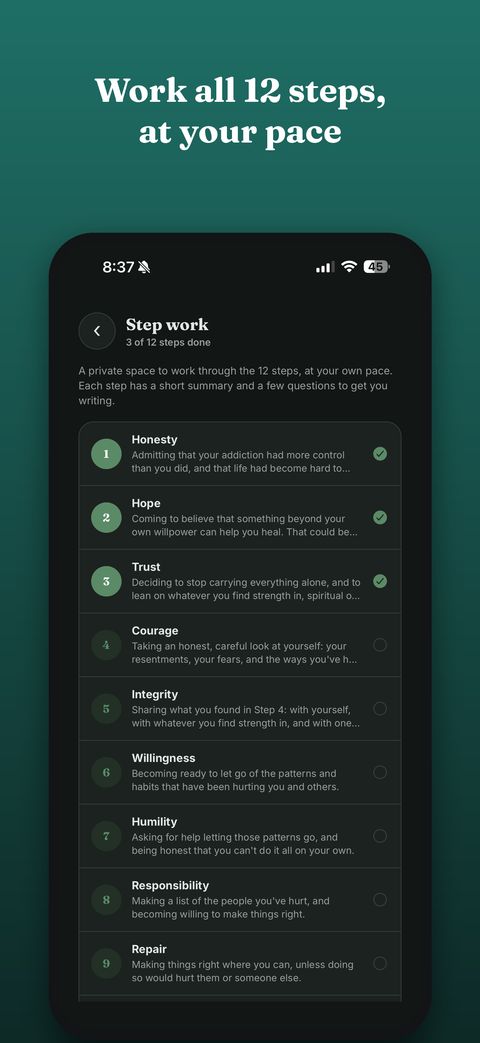 Work all 12 steps,
at your pace
8:37
45
Step work
3 of 12 steps done
A private space to work through the 12 steps, at your own pace.
Each step has a short summary and a few questions to get you
writing.
1
Honesty
Admitting that your addiction had more control
than you did, and that life had become hard to...
2
Hope
Coming to believe that something beyond your
own willpower can help you heal. That could be...
3
Trust
Deciding to stop carrying everything alone, and to
lean on whatever you find strength in, spiritual o...
4
Courage
Taking an honest, careful look at yourself: your
resentments, your fears, and the ways you've h...
5
Integrity
Sharing what you found in Step 4: with yourself,
with whatever you find strength in, and with one...
6
Willingness
Becoming ready to let go of the patterns and
habits that have been hurting you and others.
7
Humility
Asking for help letting those patterns go, and
being honest that you can't do it all on your own.
8
Responsibility
Making a list of the people you've hurt, and
becoming willing to make things right.
9
Repair
Making things right where you can, unless doing
so would hurt them or someone else.